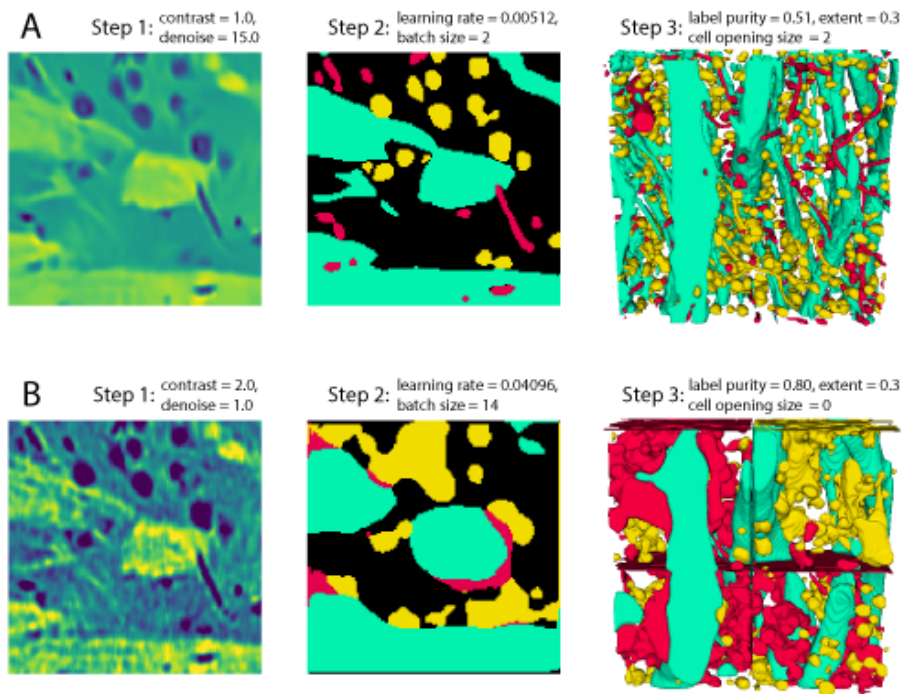 A
Step 1: contrast = 1.0,
denoise = 15.0
Step 2: learning rate = 0.00512,
batch size = 2
Step 3: label purity = 0.51, extent = 0.3
cell opening size = 2
B
Step 1: contrast = 2.0,
denoise = 1.0
Step 2: learning rate = 0.04096,
batch size = 14
Step 3: label purity = 0.80, extent = 0.3
cell opening size = 0